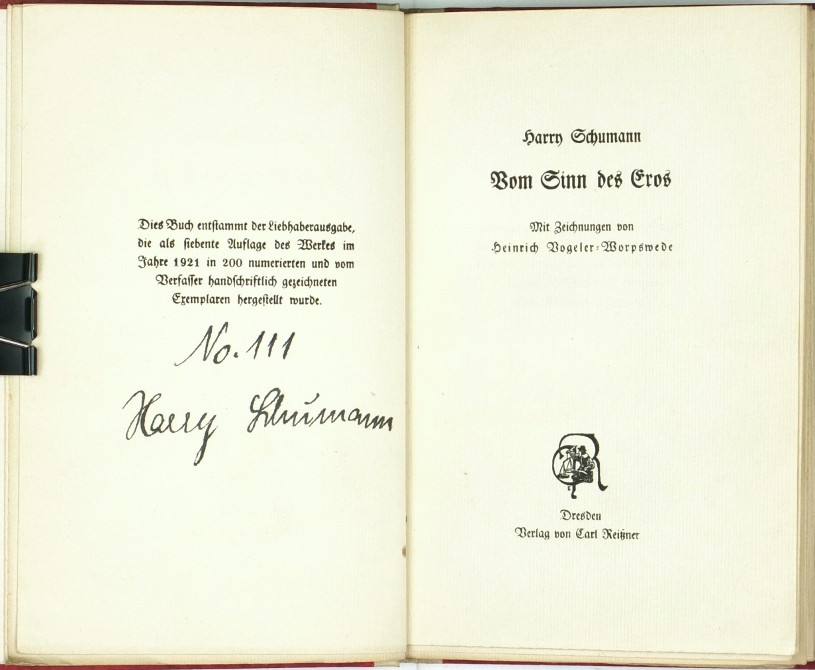 Dies Buch entstammt der Liebhaberausgabe,
die als siebente Auflage des Werkes im
Jahre 1921 in 200 numerierten und vom
Verfasser handschriftlich gezeichneten
Exemplaren hergestellt wurde.
No. 111
Harry Schumann
Harry Schumann
Vom Sinn des Eros
Mit Zeichnungen von
Heinrich Vogeler-Worpswede
CR
Dresden
Verlag von Carl Reißner